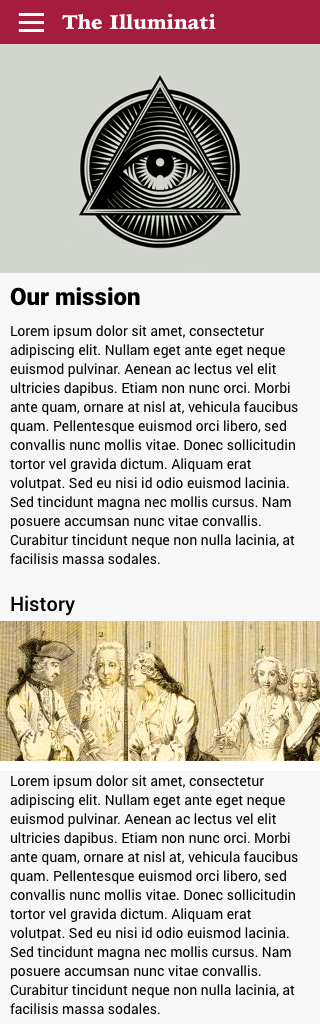 The Illuminati
Our mission
Lorem ipsum dolor sit amet, consectetur
adipiscing elit. Nullam eget ante eget neque
euismod pulvinar. Aenean ac lectus vel elit
ultricies dapibus. Etiam non nunc orci. Morbi
ante quam, ornare at nisl at, vehicula faucibus
quam. Pellentesque euismod orci libero, sed
convallis nunc mollis vitae. Donec sollicitudin
tortor vel gravida dictum. Aliquam erat
volutpat. Sed eu nisi id odio euismod lacinia.
Sed tincidunt magna nec mollis cursus. Nam
posuere accumsan nunc vitae convallis.
Curabitur tincidunt neque non nulla lacinia, at
facilisis massa sodales.
History
2
3
4
Lorem ipsum dolor sit amet, consectetur
adipiscing elit. Nullam eget ante eget neque
euismod pulvinar. Aenean ac lectus vel elit
ultricies dapibus. Etiam non nunc orci. Morbi
ante quam, ornare at nisl at, vehicula faucibus
quam. Pellentesque euismod orci libero, sed
convallis nunc mollis vitae. Donec sollicitudin
tortor vel gravida dictum. Aliquam erat
volutpat. Sed eu nisi id odio euismod lacinia.
Sed tincidunt magna nec mollis cursus. Nam
posuere accumsan nunc vitae convallis.
Curabitur tincidunt neque non nulla lacinia, at
facilisis massa sodales.